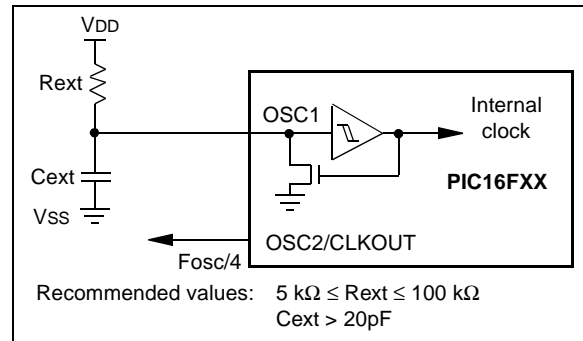 VDD
Rext
OSC1
Internal
clock
Cext
PIC16FXX
VSS
OSC2/CLKOUT
Fosc/4
Recommended values: 5 kΩ ≤ Rext ≤ 100 kΩ
Cext > 20pF